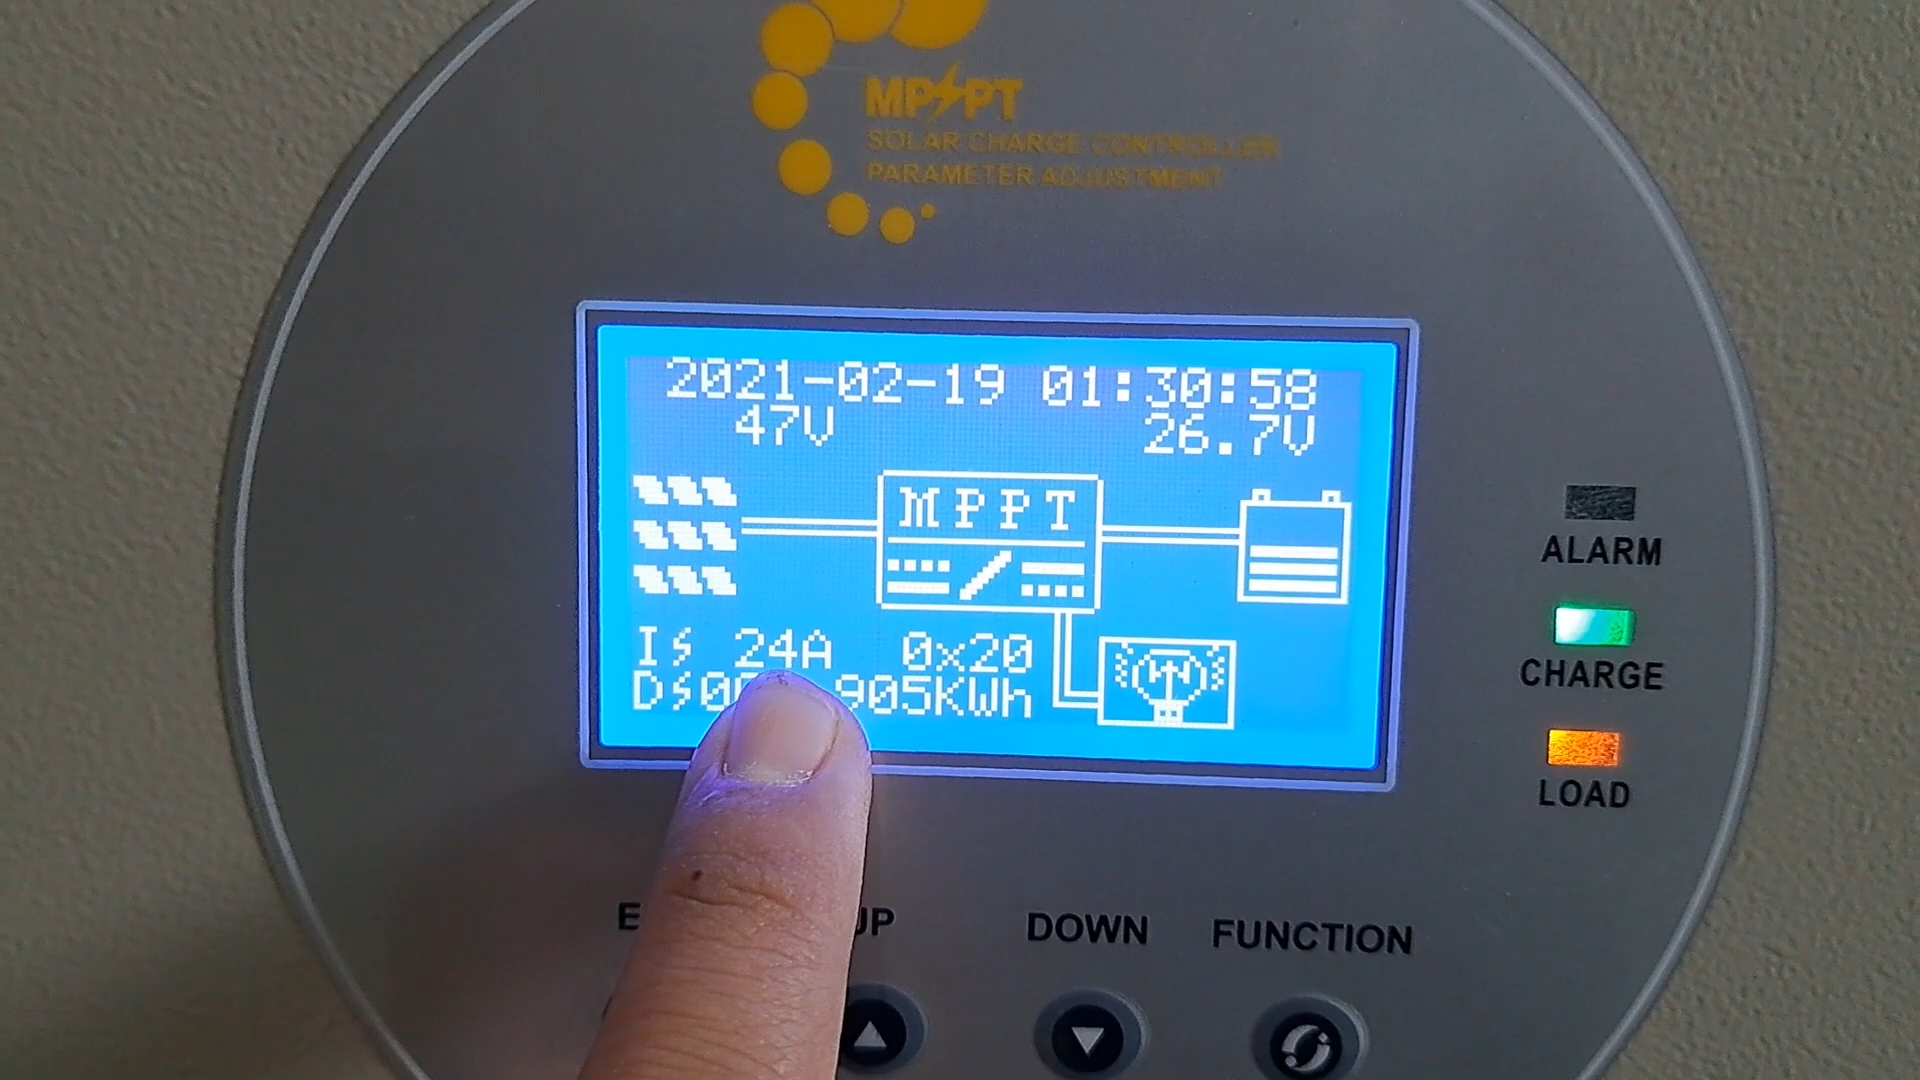 MPPT
SOLAR CHARGE CONTROLLER
PARAMETER ADJUSTMENT
2021-02-19 01:30:58
47V 26.7V
MPPT
I 24A 0x20
905KWh
ALARM
CHARGE
LOAD
UP DOWN FUNCTION